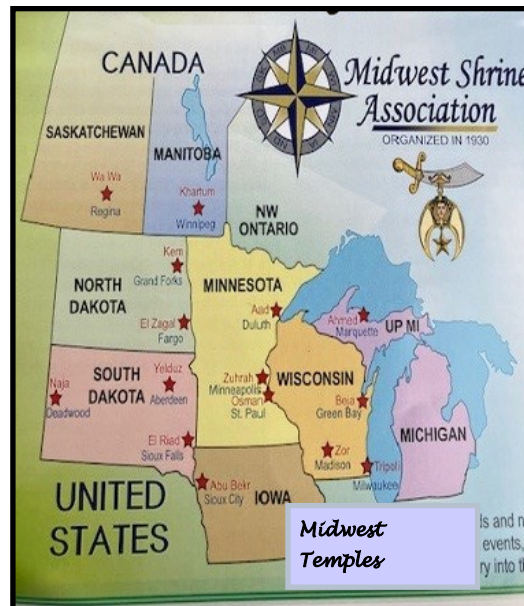 CANADA
Midwest Shrine
Association
ORGANIZED IN 1930
SASKATCHEWAN
MANITOBA
Wa Wa
Regina
Khartum
Winnipeg
NW
ONTARIO
Kem
Grand Forks
NORTH
DAKOTA
El Zagal
Fargo
MINNESOTA
Aad
Duluth
Ahmed
Marquette
UP MI
Naja
Deadwood
SOUTH
DAKOTA
Yelduz
Aberdeen
El Riad
Sioux Falls
Zuhrah
Minneapolis
Osman
St. Paul
WISCONSIN
Beja
Green Bay
Zor
Madison
Tripoli
Milwaukee
MICHIGAN
Abu Bekr
Sioux City
IOWA
UNITED
STATES
Midwest
Temples
events,
into